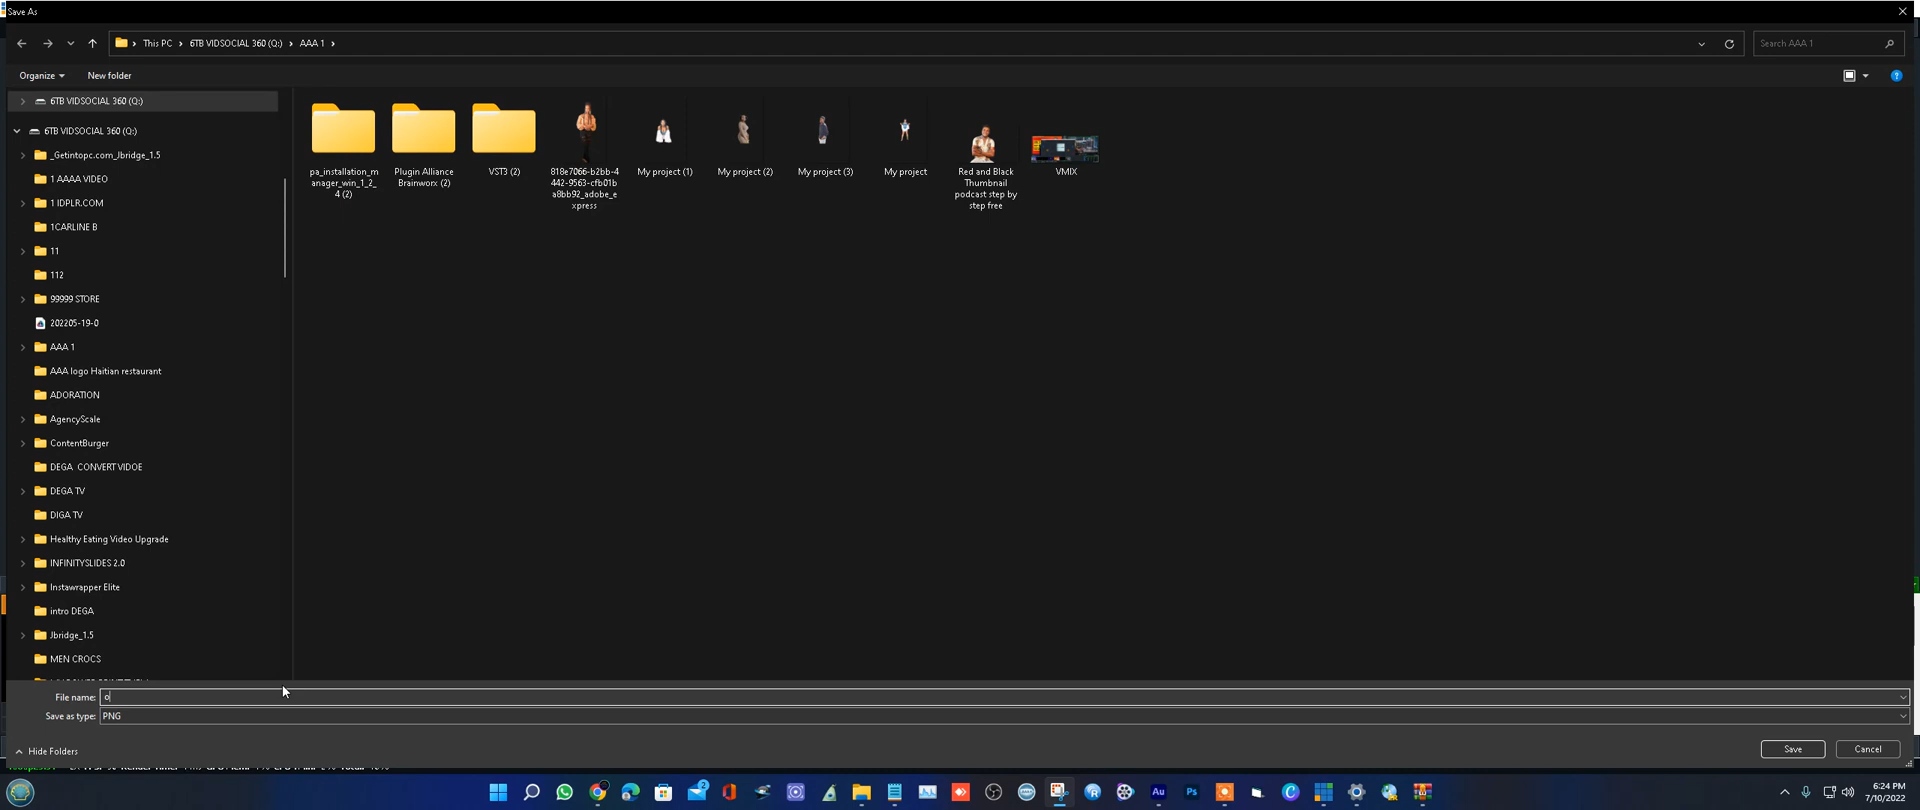 Save As
This PC > 6TB VIDSOCIAL 360 (Q:) > AAA 1 >
Search AAA 1
Organize
New folder
6TB VIDSOCIAL 360 (Q:)
6TB VIDSOCIAL 360 (Q:)
_Getintopc.com_Jbridge_1.5
1 AAAA VIDEO
1 IDPLR.COM
1CARLINE B
11
112
99999 STORE
202205-19-0
AAA 1
AAA logo Haitian restaurant
ADORATION
AgencyScale
ContentBurger
DEGA  CONVERT VIDOE
DEGA TV
DIGA TV
Healthy Eating Video Upgrade
INFINITYSLIDES 2.0
Instawrapper Elite
intro DEGA
Jbridge_1.5
MEN CROCS
pa_installation_m
anager_win_1_2_
4 (2)
Plugin Alliance
Brainworx (2)
VST3 (2)
818e7066-b2bb-4
442-9563-cfb01b
a8bb92_adobe_e
xpress
My project (1)
My project (2)
My project (3)
My project
Red and Black
Thumbnail
podcast step by
step free
VMIX
File name: o
Save as type: PNG
Hide Folders
Save
Cancel
2
Au
Ps
6:24 PM
7/10/2022